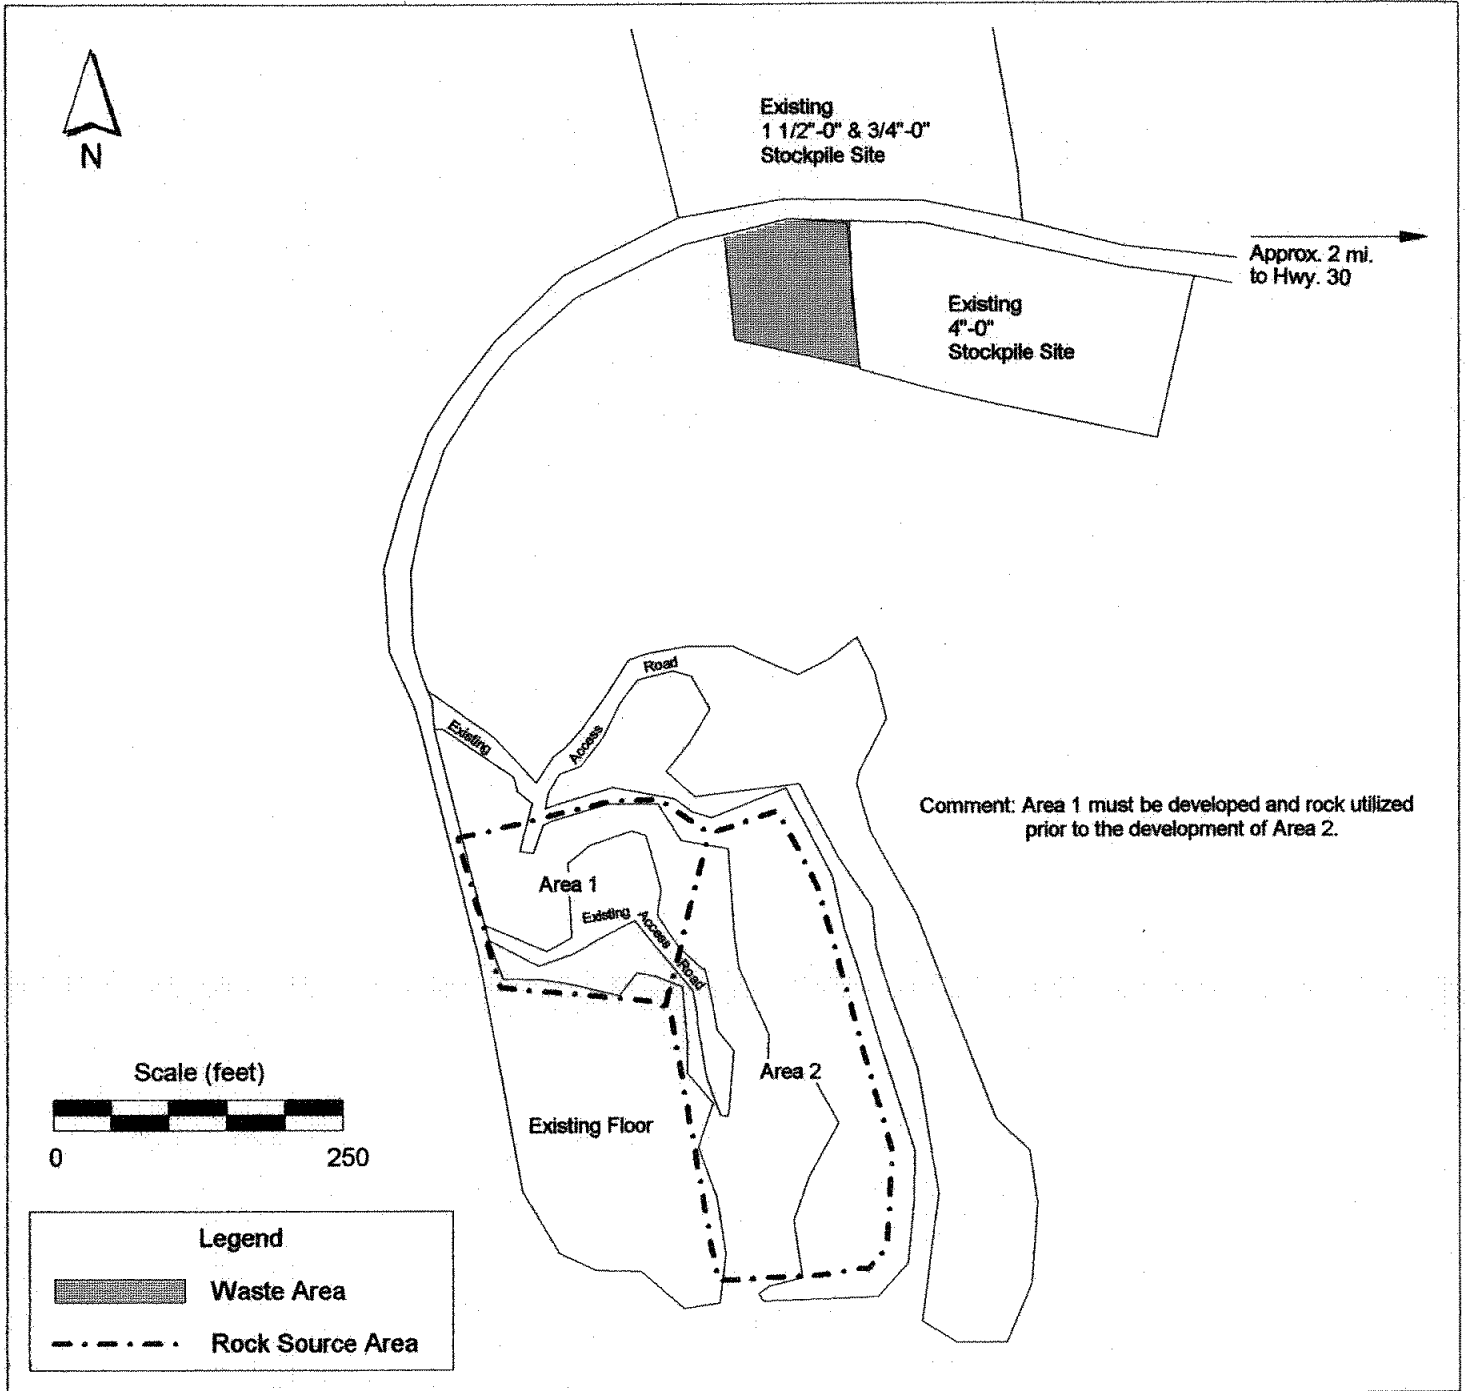 N
Existing
1 1/2"-0" & 3/4"-0"
Stockpile Site
Approx. 2 mi.
to Hwy. 30
Existing
4"-0"
Stockpile Site
Existing
Access
Road
Comment: Area 1 must be developed and rock utilized
prior to the development of Area 2.
Area 1
Existing
Access
Road
Area 2
Existing Floor
Scale (feet)
0
250
Legend
Waste Area
Rock Source Area